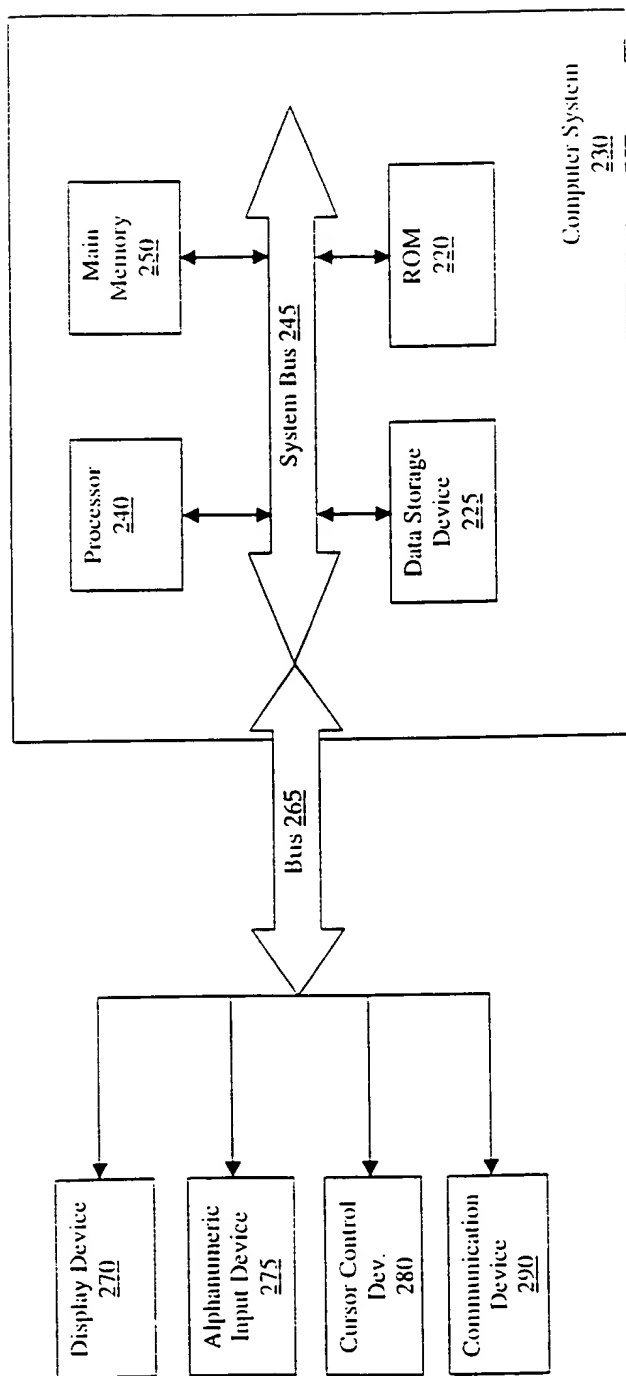 Display Device
270
Alphanumeric
Input Device
275
Cursor Control
Dev.
280
Communication
Device
290
Bus 265
Processor
240
Main
Memory
250
System Bus 245
Data Storage
Device
225
ROM
220
Computer System
230